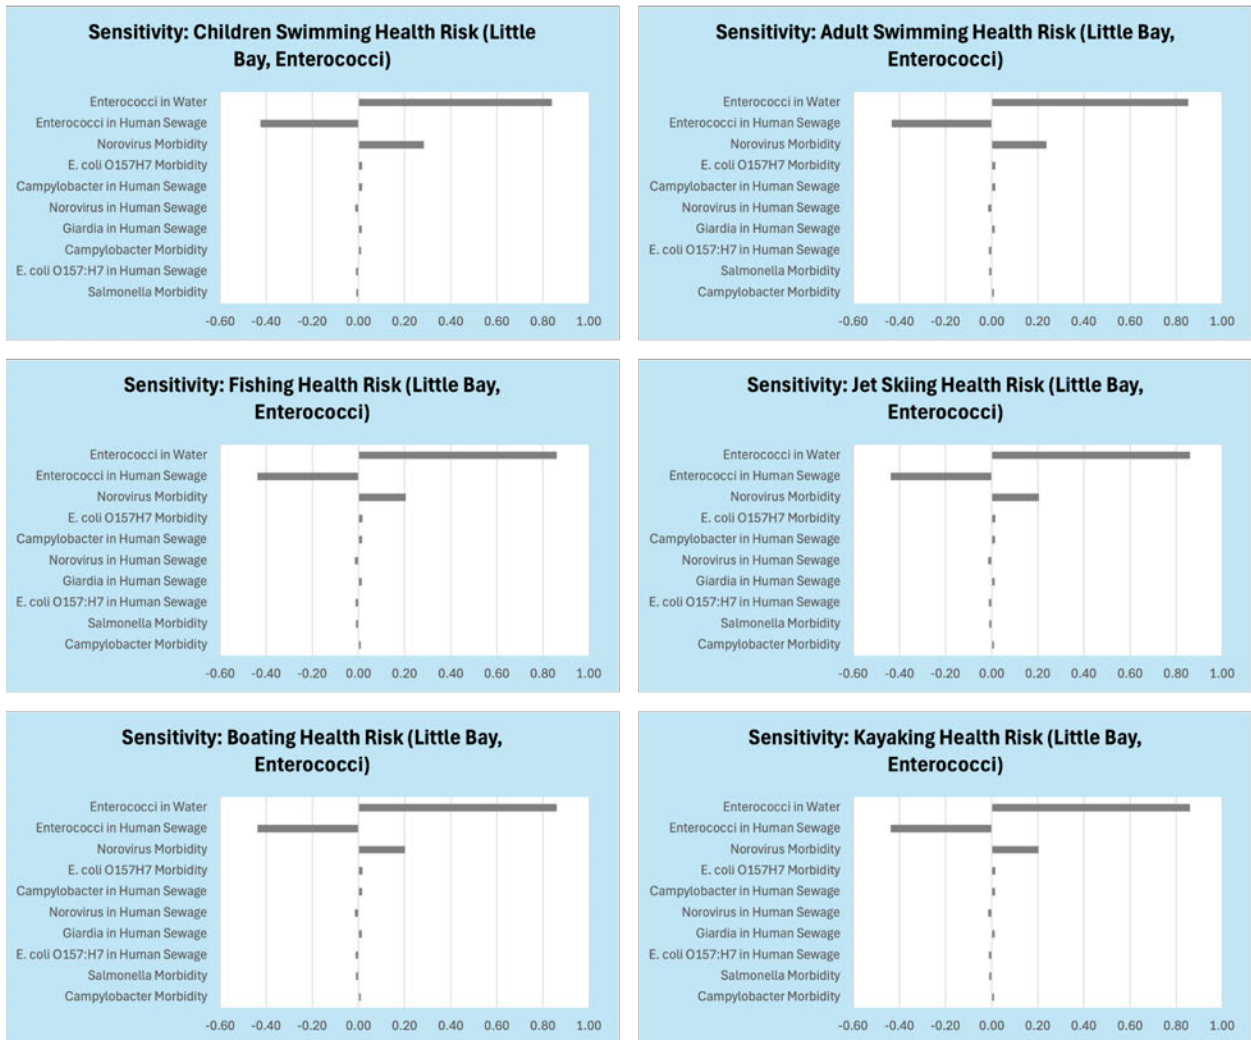 Sensitivity: Children Swimming Health Risk (Little
Bay, Enterococci)
Enterococci in Water
Enterococci in Human Sewage
Norovirus Morbidity
E. coli O157H7 Morbidity
Campylobacter in Human Sewage
Norovirus in Human Sewage
Giardia in Human Sewage
Campylobacter Morbidity
E. coli O157:H7 in Human Sewage
Salmonella Morbidity
-0.60 -0.40 -0.20 0.00 0.20 0.40 0.60 0.80 1.00
Sensitivity: Adult Swimming Health Risk (Little Bay,
Enterococci)
Enterococci in Water
Enterococci in Human Sewage
Norovirus Morbidity
E. coli O157H7 Morbidity
Campylobacter in Human Sewage
Norovirus in Human Sewage
Giardia in Human Sewage
E. coli O157:H7 in Human Sewage
Salmonella Morbidity
Campylobacter Morbidity
-0.60 -0.40 -0.20 0.00 0.20 0.40 0.60 0.80 1.00
Sensitivity: Fishing Health Risk (Little Bay,
Enterococci)
Enterococci in Water
Enterococci in Human Sewage
Norovirus Morbidity
E. coli O157H7 Morbidity
Campylobacter in Human Sewage
Norovirus in Human Sewage
Giardia in Human Sewage
E. coli O157:H7 in Human Sewage
Salmonella Morbidity
Campylobacter Morbidity
-0.60 -0.40 -0.20 0.00 0.20 0.40 0.60 0.80 1.00
Sensitivity: Jet Skiing Health Risk (Little Bay,
Enterococci)
Enterococci in Water
Enterococci in Human Sewage
Norovirus Morbidity
E. coli O157H7 Morbidity
Campylobacter in Human Sewage
Norovirus in Human Sewage
Giardia in Human Sewage
E. coli O157:H7 in Human Sewage
Salmonella Morbidity
Campylobacter Morbidity
-0.60 -0.40 -0.20 0.00 0.20 0.40 0.60 0.80 1.00
Sensitivity: Boating Health Risk (Little Bay,
Enterococci)
Enterococci in Water
Enterococci in Human Sewage
Norovirus Morbidity
E. coli O157H7 Morbidity
Campylobacter in Human Sewage
Norovirus in Human Sewage
Giardia in Human Sewage
E. coli O157:H7 in Human Sewage
Salmonella Morbidity
Campylobacter Morbidity
-0.60 -0.40 -0.20 0.00 0.20 0.40 0.60 0.80 1.00
Sensitivity: Kayaking Health Risk (Little Bay,
Enterococci)
Enterococci in Water
Enterococci in Human Sewage
Norovirus Morbidity
E. coli O157H7 Morbidity
Campylobacter in Human Sewage
Norovirus in Human Sewage
Giardia in Human Sewage
E. coli O157:H7 in Human Sewage
Salmonella Morbidity
Campylobacter Morbidity
-0.60 -0.40 -0.20 0.00 0.20 0.40 0.60 0.80 1.00